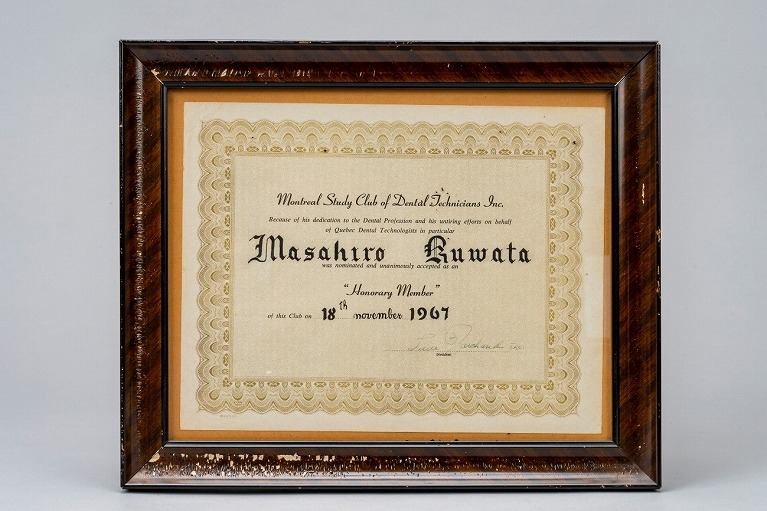 Montreal Study Club of Dental Technicians Inc.
Because of his dedication to the Dental Profession and his untiring efforts on behalf
of Quebec Dental Technologists in particular
Masahiro Kuwata
was nominated and unanimously accepted as an
"Honorary Member"
of this Club on 18th november 1967
President